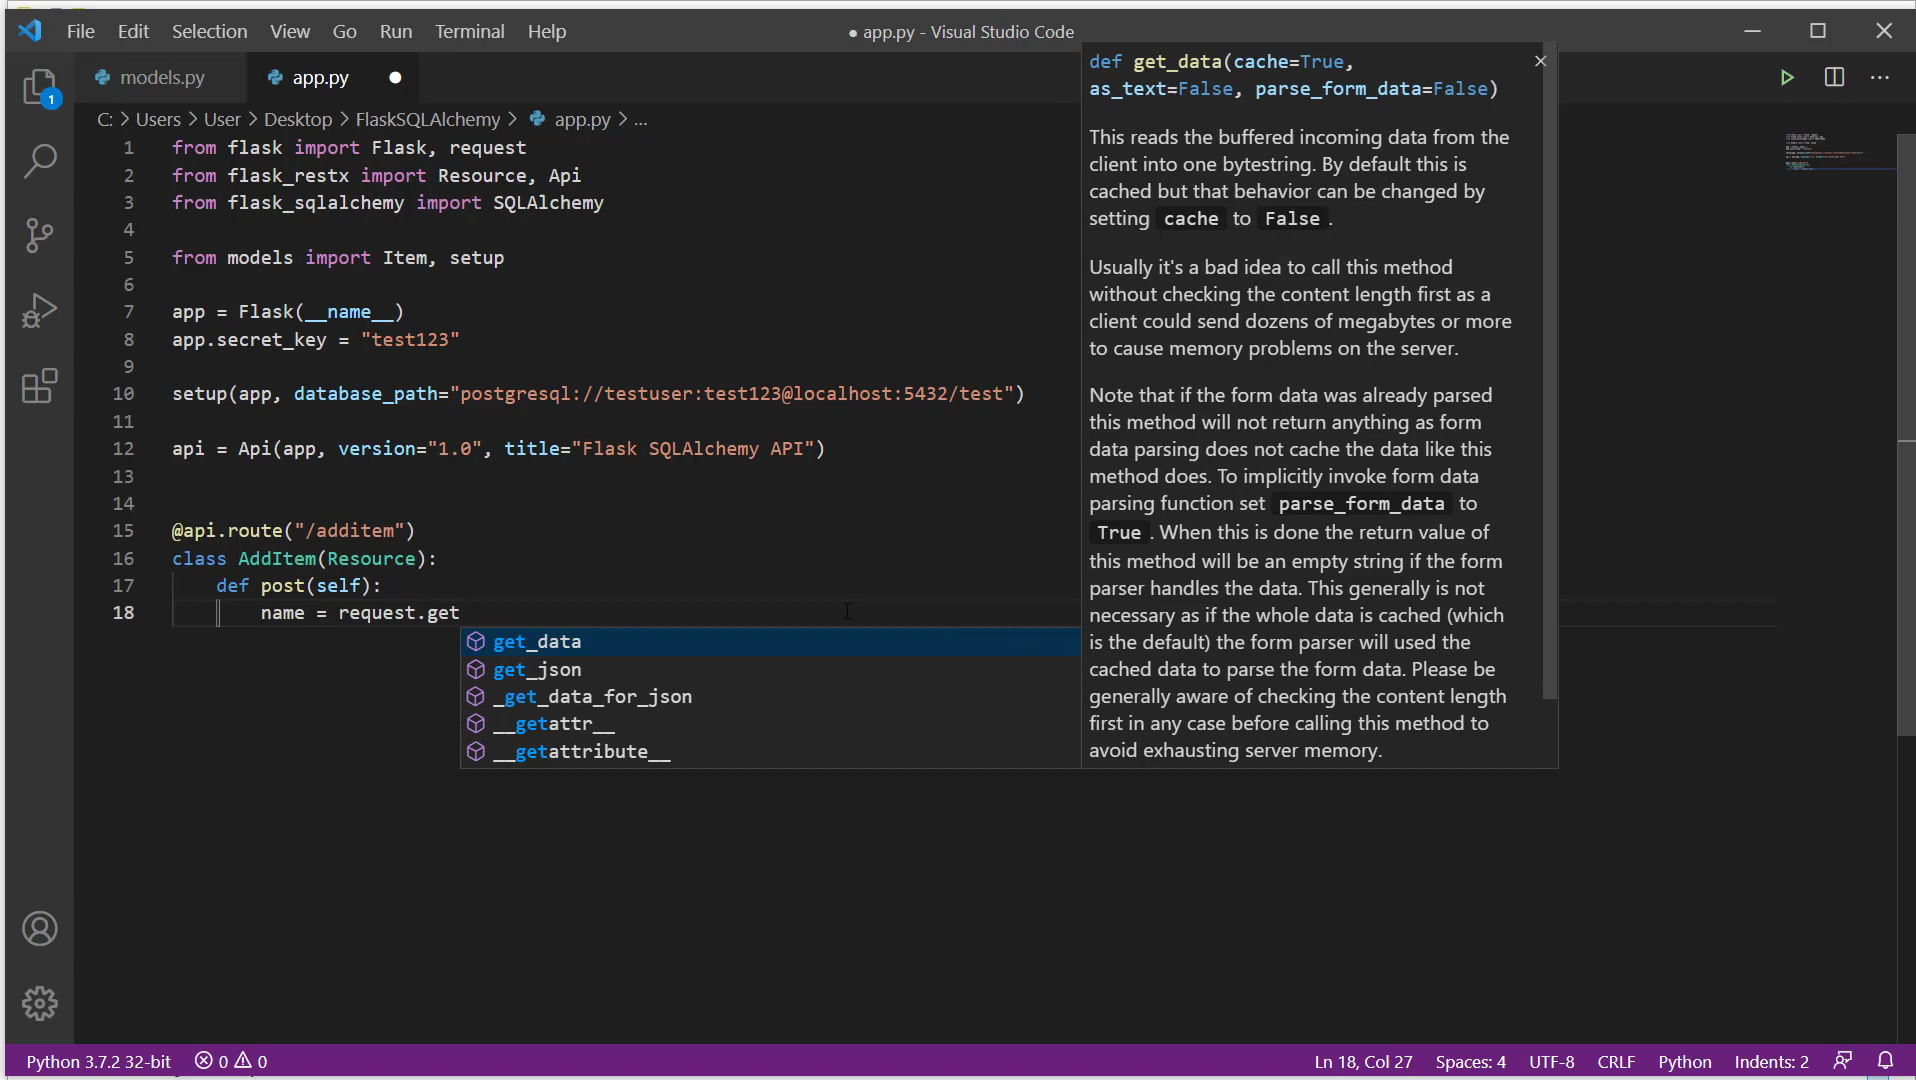 File Edit Selection View Go Run Terminal Help
● app.py - Visual Studio Code
models.py app.py ●
C: > Users > User > Desktop > FlaskSQLAlchemy > app.py > ...
1 from flask import Flask, request
2 from flask_restx import Resource, Api
3 from flask_sqlalchemy import SQLAlchemy
4
5 from models import Item, setup
6
7 app = Flask(__name__)
8 app.secret_key = "test123"
9
10 setup(app, database_path="postgresql://testuser:test123@localhost:5432/test")
11
12 api = Api(app, version="1.0", title="Flask SQLAlchemy API")
13
14
15 @api.route("/additem")
16 class AddItem(Resource):
17 def post(self):
18 name = request.get
get_data
get_json
_get_data_for_json
__getattr__
__getattribute__
def get_data(cache=True,
as_text=False, parse_form_data=False)
This reads the buffered incoming data from the
client into one bytestring. By default this is
cached but that behavior can be changed by
setting cache to False .
Usually it's a bad idea to call this method
without checking the content length first as a
client could send dozens of megabytes or more
to cause memory problems on the server.
Note that if the form data was already parsed
this method will not return anything as form
data parsing does not cache the data like this
method does. To implicitly invoke form data
parsing function set parse_form_data to
True . When this is done the return value of
this method will be an empty string if the form
parser handles the data. This generally is not
necessary as if the whole data is cached (which
is the default) the form parser will used the
cached data to parse the form data. Please be
generally aware of checking the content length
first in any case before calling this method to
avoid exhausting server memory.
1
Python 3.7.2 32-bit 0 0
Ln 18, Col 27 Spaces: 4 UTF-8 CRLF Python Indents: 2